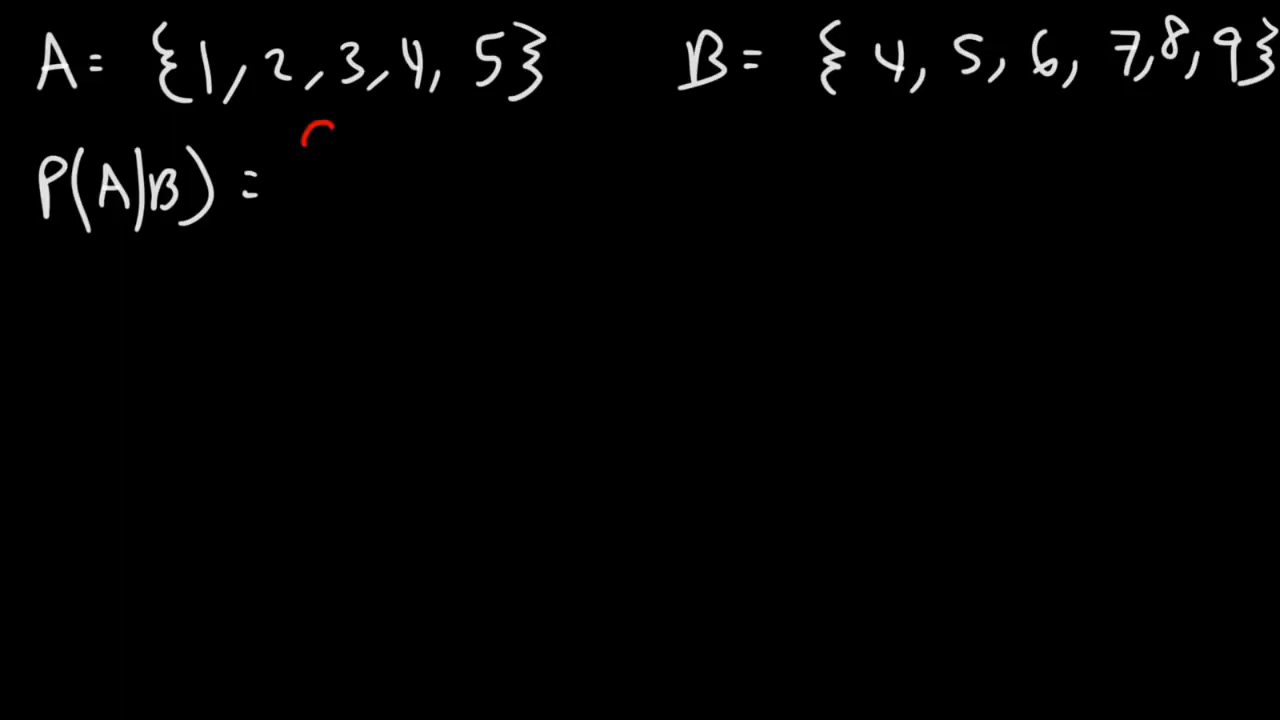 A = {1, 2, 3, 4, 5} B = { 4, 5, 6, 7, 8, 9}
P(A|B) =